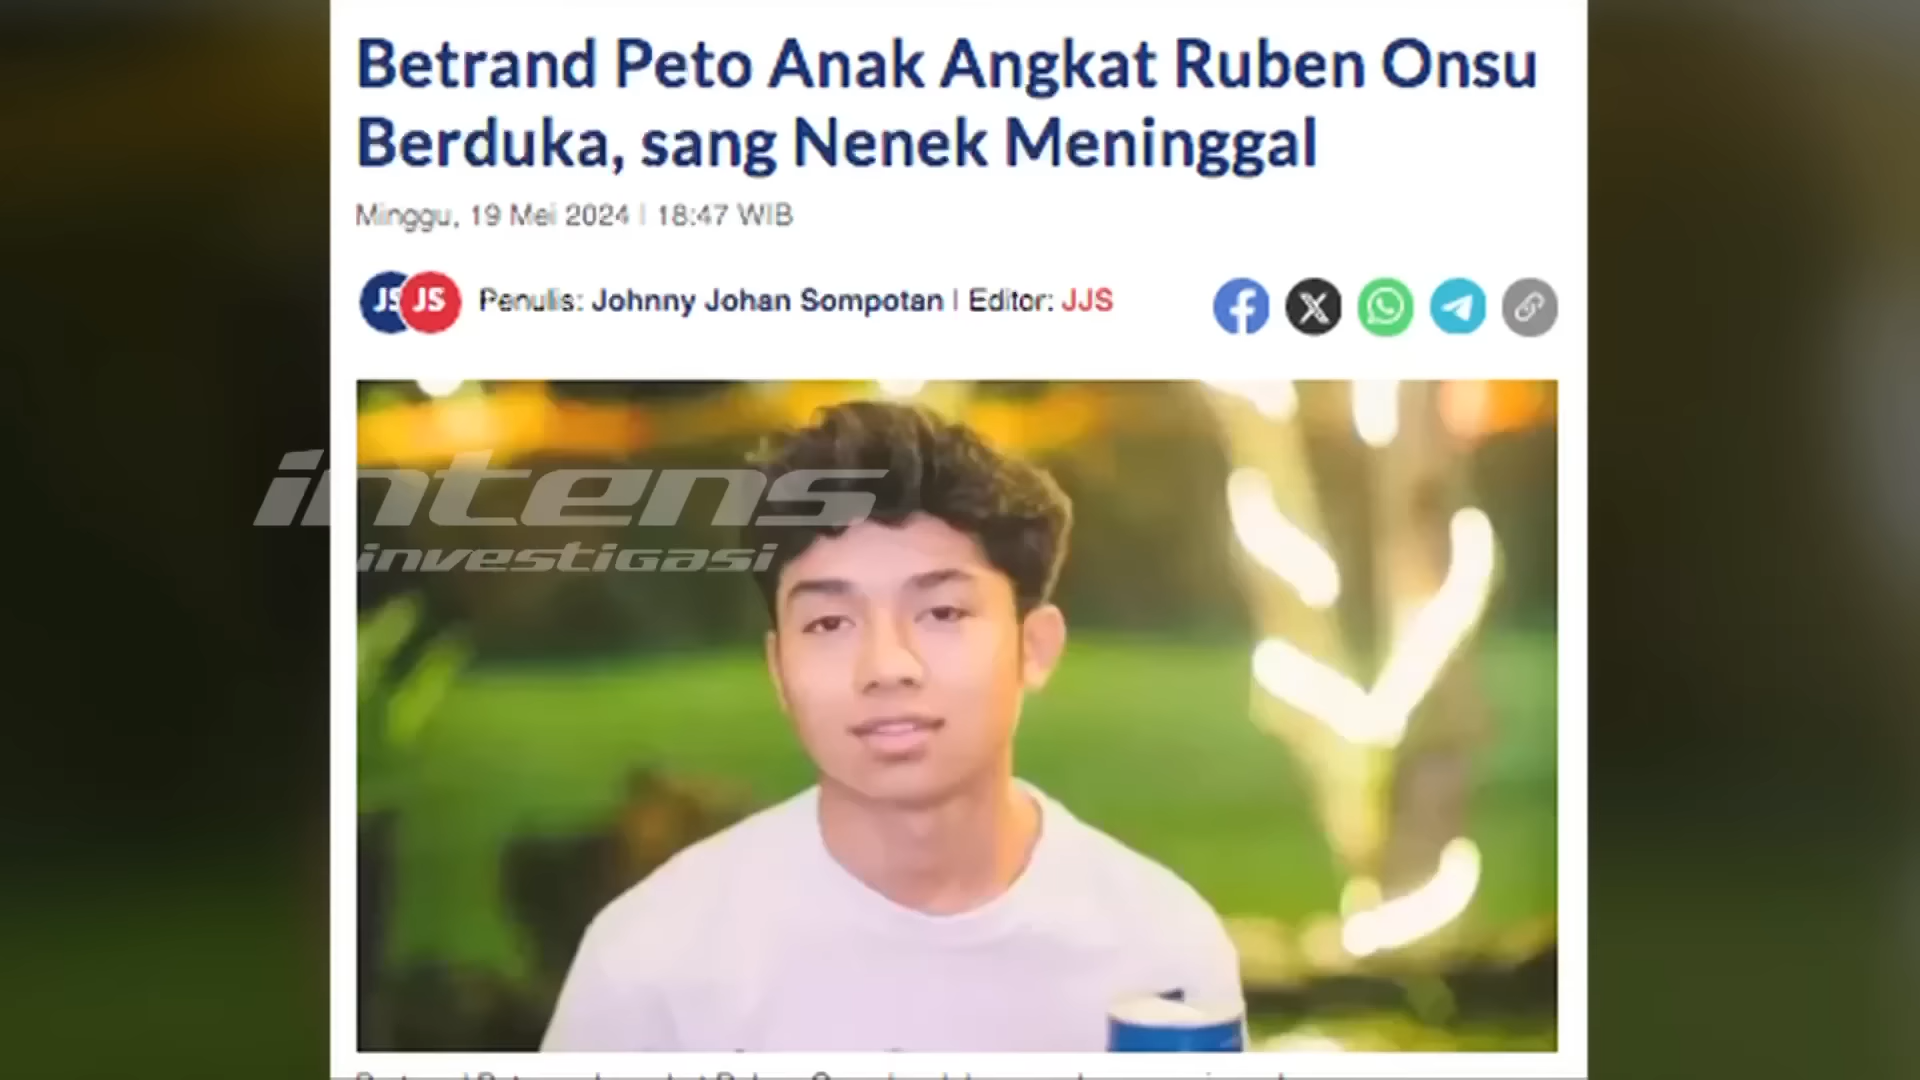 Betrand Peto Anak Angkat Ruben Onsu
Berduka, sang Nenek Meninggal
Minggu, 19 Mei 2024 | 18:47 WIB
JS JS Penulis: Johnny Johan Sompotan | Editor: JJS
intens
investigasi